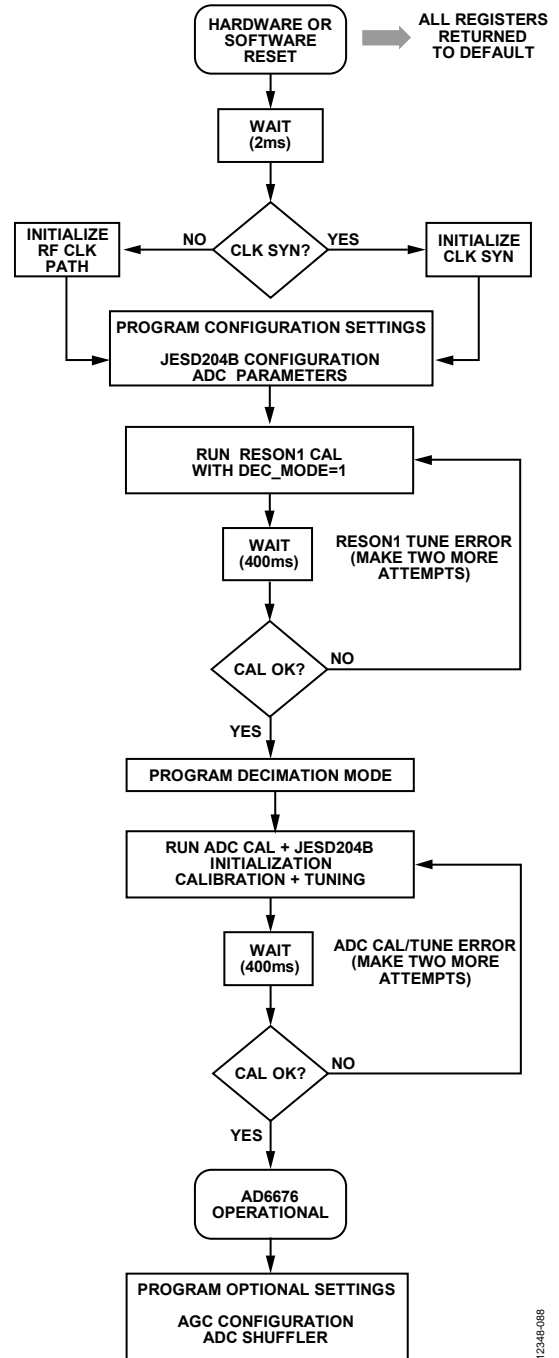 HARDWARE OR
SOFTWARE
RESET
ALL REGISTERS
RETURNED
TO DEFAULT
WAIT
(2ms)
CLK SYN?
NO
YES
INITIALIZE
RF CLK
PATH
INITIALIZE
CLK SYN
PROGRAM CONFIGURATION SETTINGS
JESD204B CONFIGURATION
ADC PARAMETERS
RUN RESON1 CAL
WITH DEC_MODE=1
WAIT
(400ms)
RESON1 TUNE ERROR
(MAKE TWO MORE
ATTEMPTS)
CAL OK?
NO
YES
PROGRAM DECIMATION MODE
RUN ADC CAL + JESD204B
INITIALIZATION
CALIBRATION + TUNING
WAIT
(400ms)
ADC CAL/TUNE ERROR
(MAKE TWO MORE
ATTEMPTS)
CAL OK?
NO
YES
AD6676
OPERATIONAL
PROGRAM OPTIONAL SETTINGS
AGC CONFIGURATION
ADC SHUFFLER
12348-088